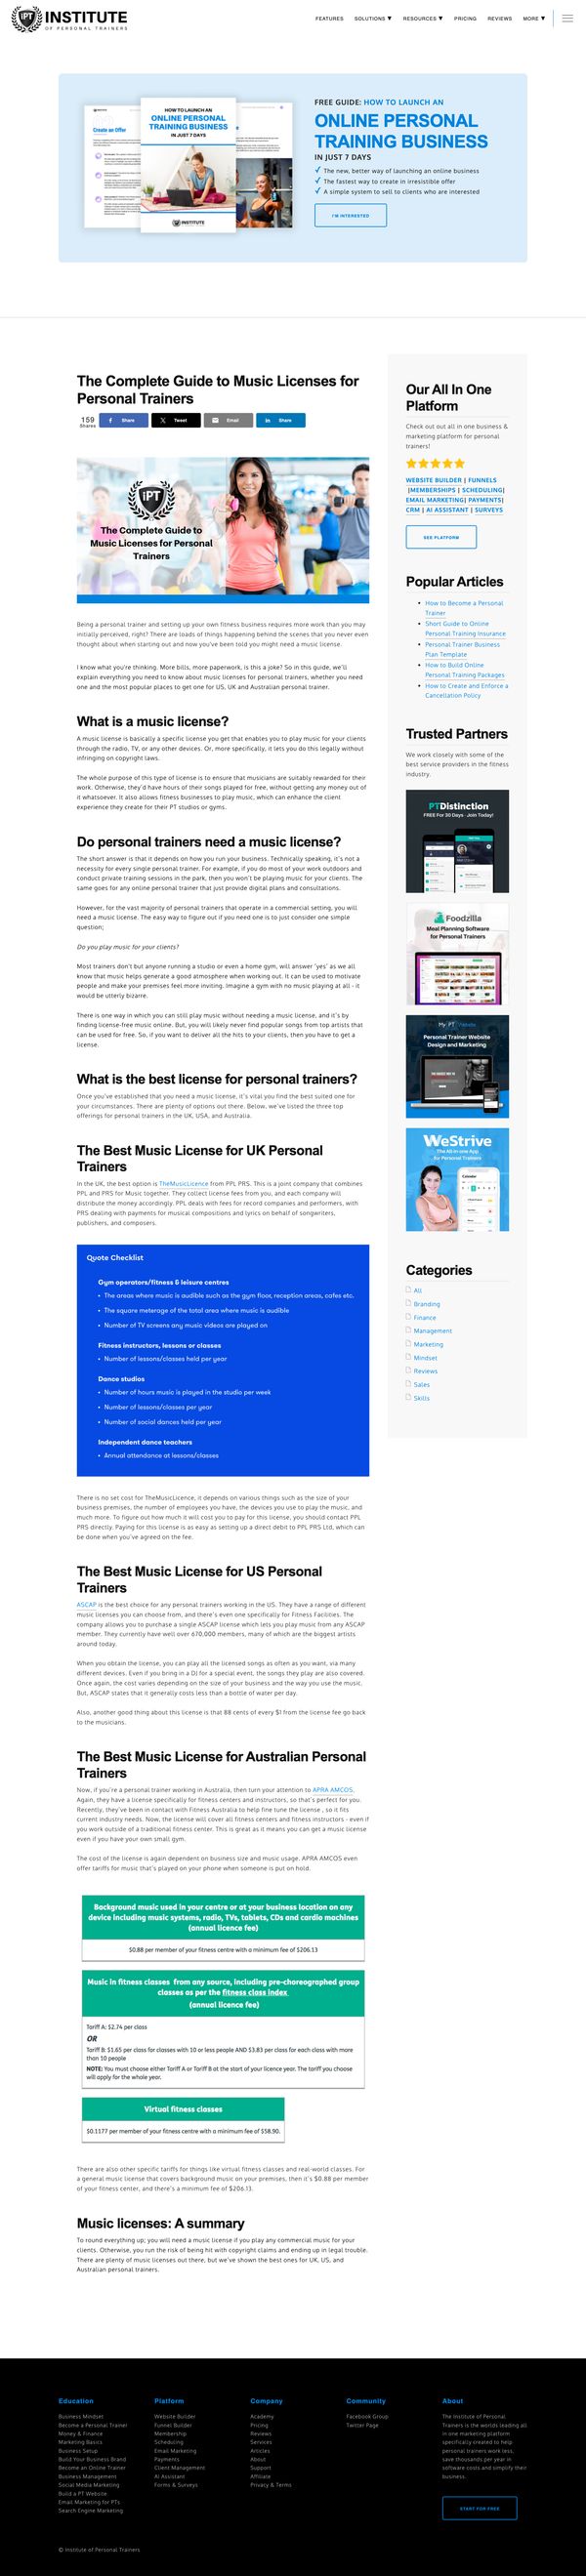 IPT INSTITUTE
OF PERSONAL TRAINERS
FEATURES SOLUTIONS ▼ RESOURCES ▼ PRICING REVIEWS MORE ▼
Create an Offer
HOW TO LAUNCH AN
ONLINE PERSONAL
TRAINING BUSINESS
IN JUST 7 DAYS
INSTITUTE
FREE GUIDE: HOW TO LAUNCH AN
ONLINE PERSONAL
TRAINING BUSINESS
IN JUST 7 DAYS
✓ The new, better way of launching an online business
✓ The fastest way to create in irresistible offer
✓ A simple system to sell to clients who are interested
I'M INTERESTED
The Complete Guide to Music Licenses for
Personal Trainers
159
Shares
Share
Tweet
Email
Share
IPT
The Complete Guide to
Music Licenses for Personal
Trainers
Being a personal trainer and setting up your own fitness business requires more work than you may
initially perceived, right? There are loads of things happening behind the scenes that you never even
thought about when starting out. What if we told you might need a music license?
I know what you're thinking. More bills, more paperwork, is this a joke? So in this guide, we'll
explain everything you need to know about music licenses for personal trainers, whether you need
one and the most popular places to get one for US, UK and Australian personal trainer.
What is a music license?
A music license is basically a specific license you get that enables you to play music for your clients
through the radio, TV, or any other devices. Or, more specifically, it lets you do this legally without
infringing on copyright laws.
The whole purpose of this type of license is to ensure that musicians are suitably rewarded for their
work. Otherwise, they'd have hours of their songs played for free, without getting any money out of
it whatsoever. It also allows fitness businesses to play music, which can enhance the client
experience they create for their PT studios or gyms.
Do personal trainers need a music license?
The short answer is that it depends on how you run your business. Technically speaking, it's not a
necessity for every single personal trainer. For example, if you do most of your work outdoors and
conduct private training sessions in the park, then you won't be playing music for your clients. The
same goes for any online personal trainer that just provide digital plans and consultations.
However, for the vast majority of personal trainers that operate in a commercial setting, you will
need a music license. The easy way to figure out if you need one is to just consider one simple
question;
Do you play music for your clients?
Most trainers don't but anyone running a studio or even a home gym, will answer 'yes' as we all
know that music helps generate a good atmosphere when working out. It can be used to motivate
people and make your premises feel more inviting. Imagine a gym with no music playing at all - it
would be utterly bizarre.
There is one way in which you can still play music without needing a music license, and it's by
finding license-free music online. But, you will likely never find popular songs from top artists that
can be used for free. So, if you want to deliver all the hits to your clients, then you have to get a
license.
What is the best license for personal trainers?
Once you've established that you need a music license, it's vital you find the best suited one for
your circumstances. There are plenty of options out there. Below, we've listed the three top
offerings for personal trainers in the UK, USA, and Australia.
The Best Music License for UK Personal
Trainers
In the UK, the best option is TheMusicLicence from PPL PRS. This is a joint company that combines
PPL and PRS for Music together. They collect license fees from you, and each company will
distribute the money accordingly. PPL deals with fees for record companies and performers, with
PRS dealing with payments for musical compositions and lyrics on behalf of songwriters,
publishers, and composers.
Quote Checklist
Gym operators/fitness & leisure centres
• The areas where music is audible such as the gym floor, reception areas, cafes etc.
• The square meterage of the total area where music is audible
• Number of TV screens any music videos are played on
Fitness instructors, lessons or classes
• Number of lessons/classes held per year
Dance studios
• Number of hours music is played in the studio per week
• Number of lessons/classes per year
• Number of social dances held per year
Independent dance teachers
• Annual attendance at lessons/classes
There is no set cost for TheMusicLicence, it depends on various things such as the size of your
business premises, the number of employees you have, the devices you use to play the music, and
much more. To figure out how much it will cost you to pay for this license, you should contact PPL
PRS directly. Paying for this license is as easy as setting up a direct debit to PPL PRS Ltd, which can
be done when you've agreed on the fee.
The Best Music License for US Personal
Trainers
ASCAP is the best choice for any personal trainers working in the US. They have a range of different
music licenses you can choose from, and there's even one specifically for Fitness Facilities. The
company allows you to purchase a single ASCAP license which lets you play music from any ASCAP
member. They currently have well over 670,000 members, many of which are the biggest artists
around today.
When you obtain the license, you can play all the licensed songs as often as you want, via many
different devices. Even if you bring in a DJ for a special event, the songs they play are also covered.
Once again, the cost varies depending on the size of your business and the way you use the music.
But, ASCAP states that it generally costs less than a bottle of water per day.
Also, another good thing about this license is that 88 cents of every $1 from the license fee go back
to the musicians.
The Best Music License for Australian Personal
Trainers
Now, if you're a personal trainer working in Australia, then turn your attention to APRA AMCOS.
Again, they have a license specifically for fitness centers and instructors, so that's perfect for you.
Recently, they've been in contact with Fitness Australia to help fine tune the license , so it fits
current industry needs. Now, the license will cover all fitness centers and fitness instructors - even if
you work outside of a traditional fitness center. This is great as it means you can get a music license
even if you have your own small gym.
The cost of the license is again dependent on business size and music usage. APRA AMCOS even
offer tariffs for music that's played on your phone when someone is put on hold.
Background music used in your centre or at your business location on any
device including music systems, radio, TVs, tablets, CDs and cardio machines
(annual licence fee)
$0.88 per member of your fitness centre with a minimum fee of $206.13
Music in fitness classes from any source, including pre-choreographed group
classes as per the fitness class index
(annual licence fee)
Tariff A: $2.74 per class
OR
Tariff B: $1.65 per class for classes with 10 or less people AND $3.83 per class for each class with more
than 10 people
NOTE: You must choose either Tariff A or Tariff B at the start of your licence year. The tariff you choose
will apply for the whole year.
Virtual fitness classes
$0.1177 per member of your fitness centre with a minimum fee of $58.90.
There are also other specific tariffs for things like virtual fitness classes and real-world classes. For
a general music license that covers background music on your premises, then it's $0.88 per member
of your fitness center, and there's a minimum fee of $206.13.
Music licenses: A summary
To round everything up; you will need a music license if you play any commercial music for your
clients. Otherwise, you run the risk of being hit with copyright claims and ending up in legal trouble.
There are plenty of music licenses out there, but we've shown the best ones for UK, US, and
Australian personal trainers.
Our All In One
Platform
Check out out all in one business &
marketing platform for personal
trainers!
WEBSITE BUILDER | FUNNELS
|MEMBERSHIPS | SCHEDULING|
EMAIL MARKETING| PAYMENTS|
CRM | AI ASSISTANT | SURVEYS
SEE PLATFORM
Popular Articles
• How to Become a Personal
Trainer
• Short Guide to Online
Personal Training Insurance
• Personal Trainer Business
Plan Template
• How to Build Online
Personal Training Packages
• How to Create and Enforce a
Cancellation Policy
Trusted Partners
We work closely with some of the
best service providers in the fitness
industry.
PTDistinction
FREE For 30 Days - Join Today!
Foodzilla
Meal Planning Software
for Personal Trainers
My PT
Personal Trainer Website
Design and Marketing
WeStrive
The All-in-one App
for Personal Trainers
Calendar
Categories
All
Branding
Finance
Management
Marketing
Mindset
Reviews
Sales
Skills
Education
Business Mindset
Become a Personal Trainer
Money & Finance
Marketing Basics
Business Setup
Build Your Business Brand
Become an Online Trainer
Business Management
Social Media Marketing
Build a PT Website
Email Marketing for PTs
Search Engine Marketing
Platform
Website Builder
Funnel Builder
Membership
Scheduling
Email Marketing
Payments
Client Management
AI Assistant
Forms & Surveys
Company
Academy
Pricing
Reviews
Services
Articles
About
Support
Affiliate
Privacy & Terms
Community
Facebook Group
Twitter Page
About
The Institute of Personal
Trainers is the worlds leading all
in one marketing platform
specifically created to help
personal trainers work less,
save thousands per year in
software costs and simplify their
business.
START FOR FREE
© Institute of Personal Trainers